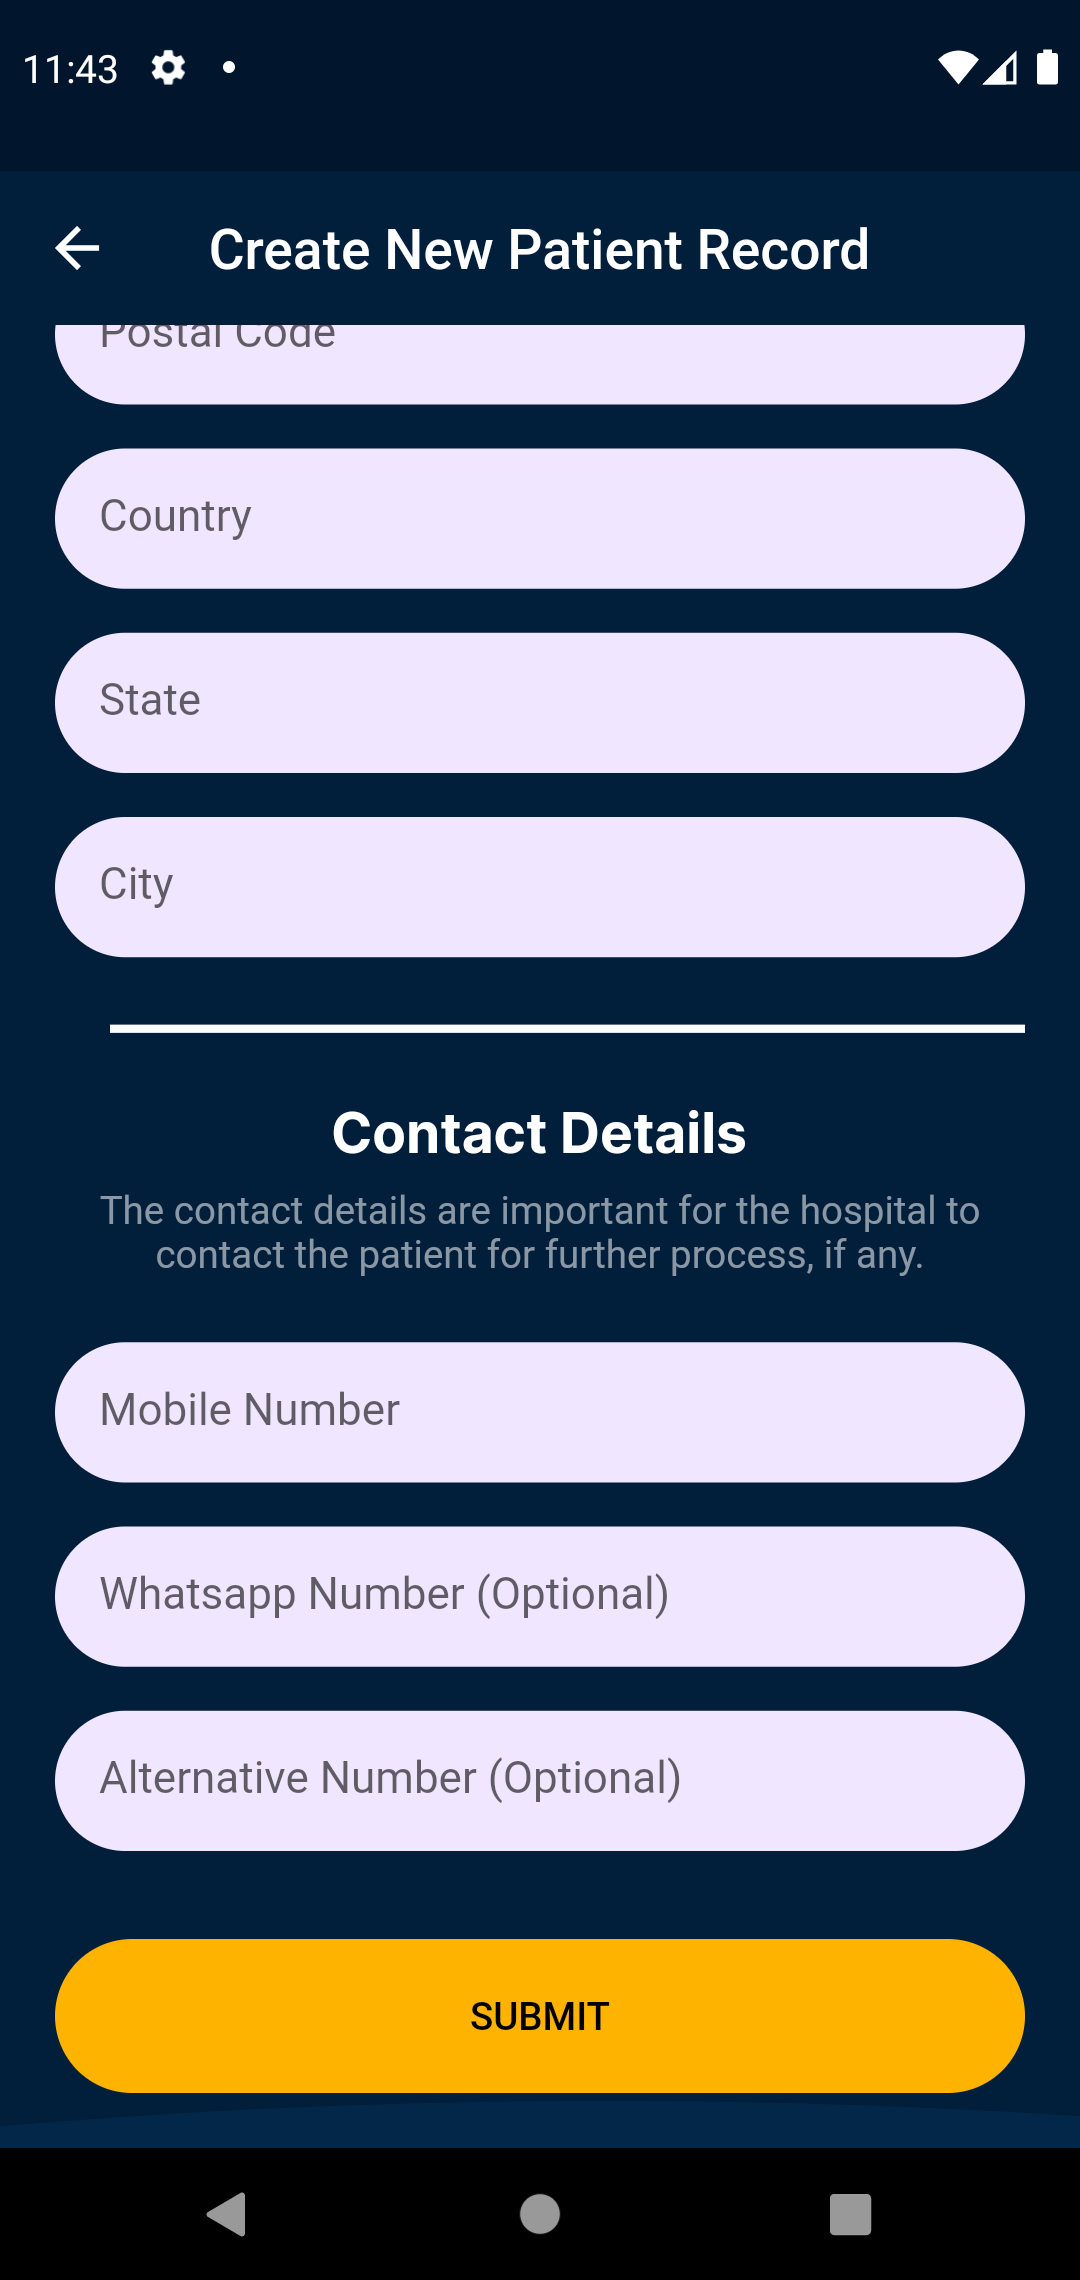 11:43
Create New Patient Record
Postal Code
Country
State
City
Contact Details
The contact details are important for the hospital to
contact the patient for further process, if any.
Mobile Number
Whatsapp Number (Optional)
Alternative Number (Optional)
SUBMIT